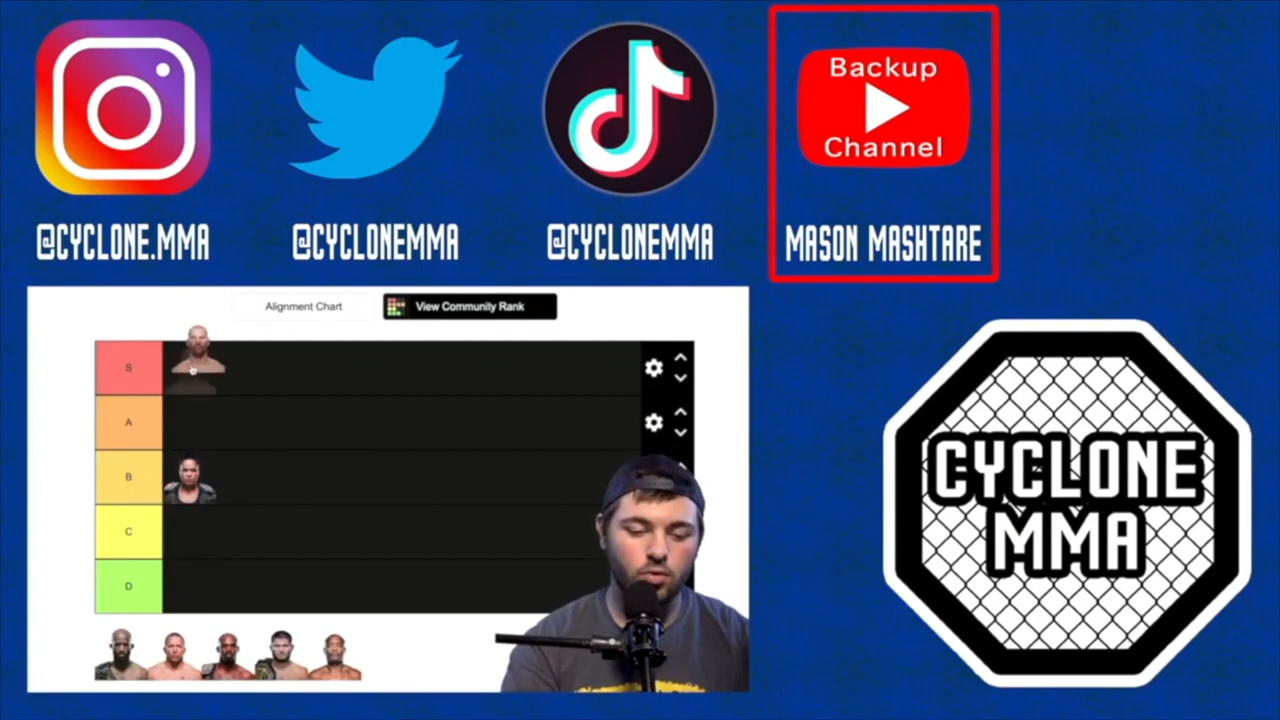 Backup
Channel
@CYCLONE.MMA
@CYCLONEMMA
@CYCLONEMMA
MASON MASHTARE
Alignment Chart
View Community Rank
S
A
B
C
D
CYCLONE
MMA